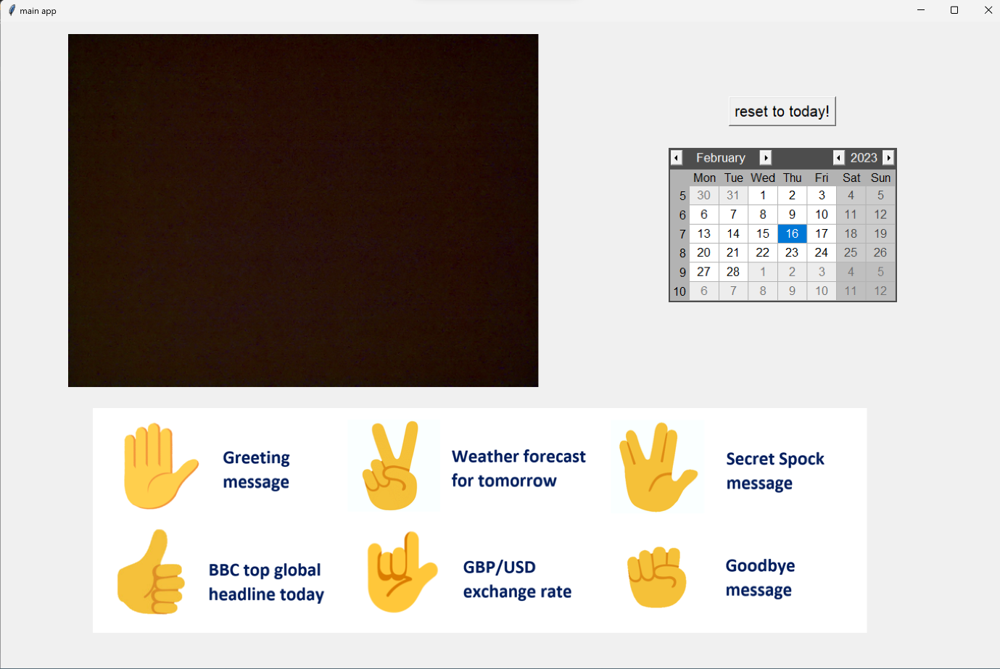 main app
reset to today!
February 2023
Mon Tue Wed Thu Fri Sat Sun
5 30 31 1 2 3 4 5
6 6 7 8 9 10 11 12
7 13 14 15 16 17 18 19
8 20 21 22 23 24 25 26
9 27 28 1 2 3 4 5
10 6 7 8 9 10 11 12
Greeting
message
Weather forecast
for tomorrow
Secret Spock
message
BBC top global
headline today
GBP/USD
exchange rate
Goodbye
message